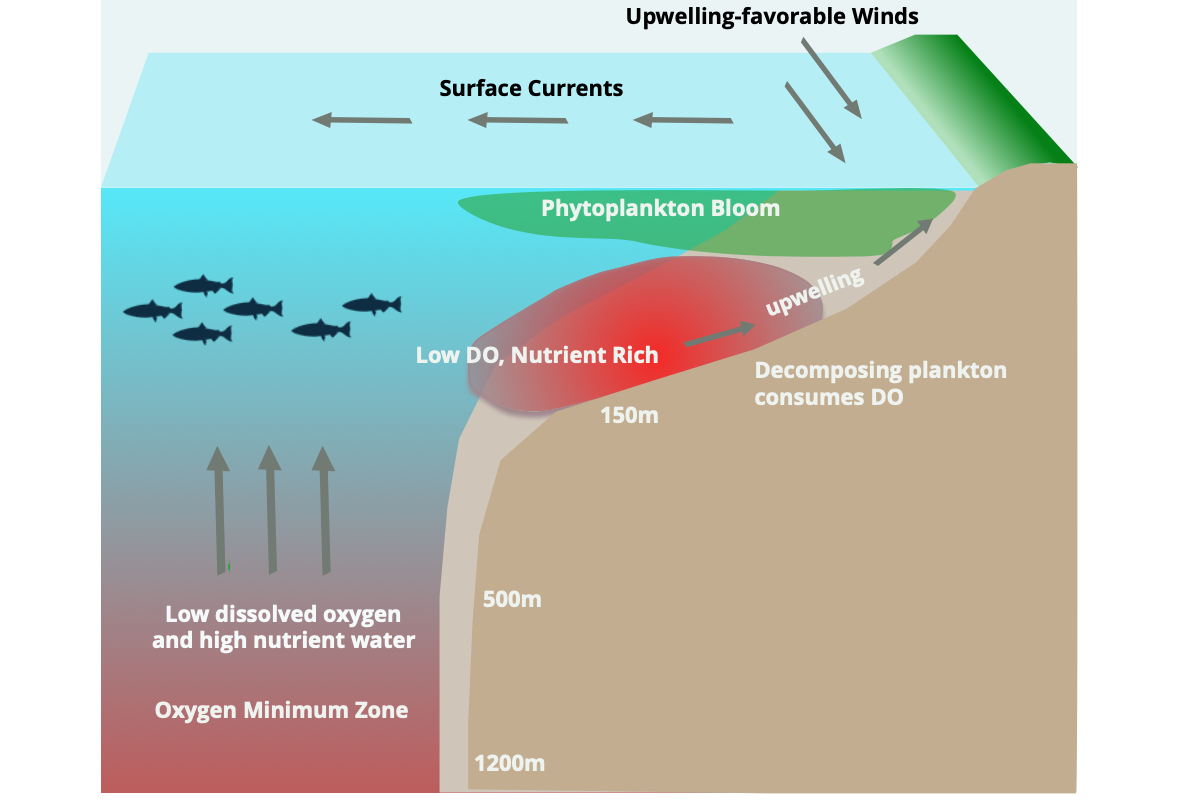 Upwelling-favorable Winds
Surface Currents
Phytoplankton Bloom
upwelling
Low DO, Nutrient Rich
Decomposing plankton
consumes DO
150m
500m
Low dissolved oxygen
and high nutrient water
Oxygen Minimum Zone
1200m